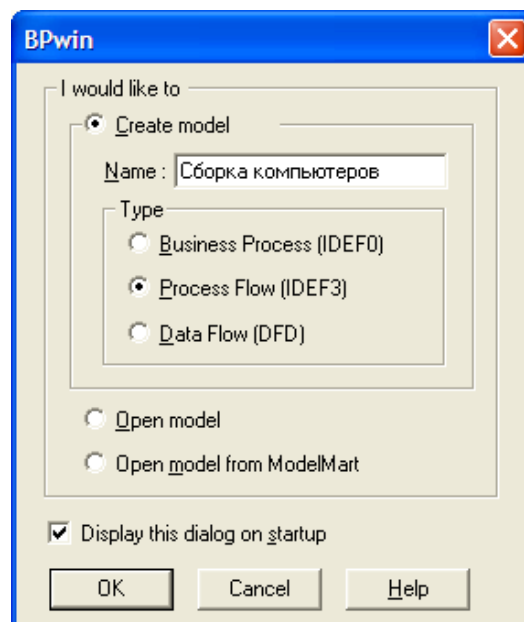 BPwin
I would like to
Create model
Name : Сборка компьютеров
Type
Business Process (IDEF0)
Process Flow (IDEF3)
Data Flow (DFD)
Open model
Open model from ModelMart
Display this dialog on startup
OK Cancel Help